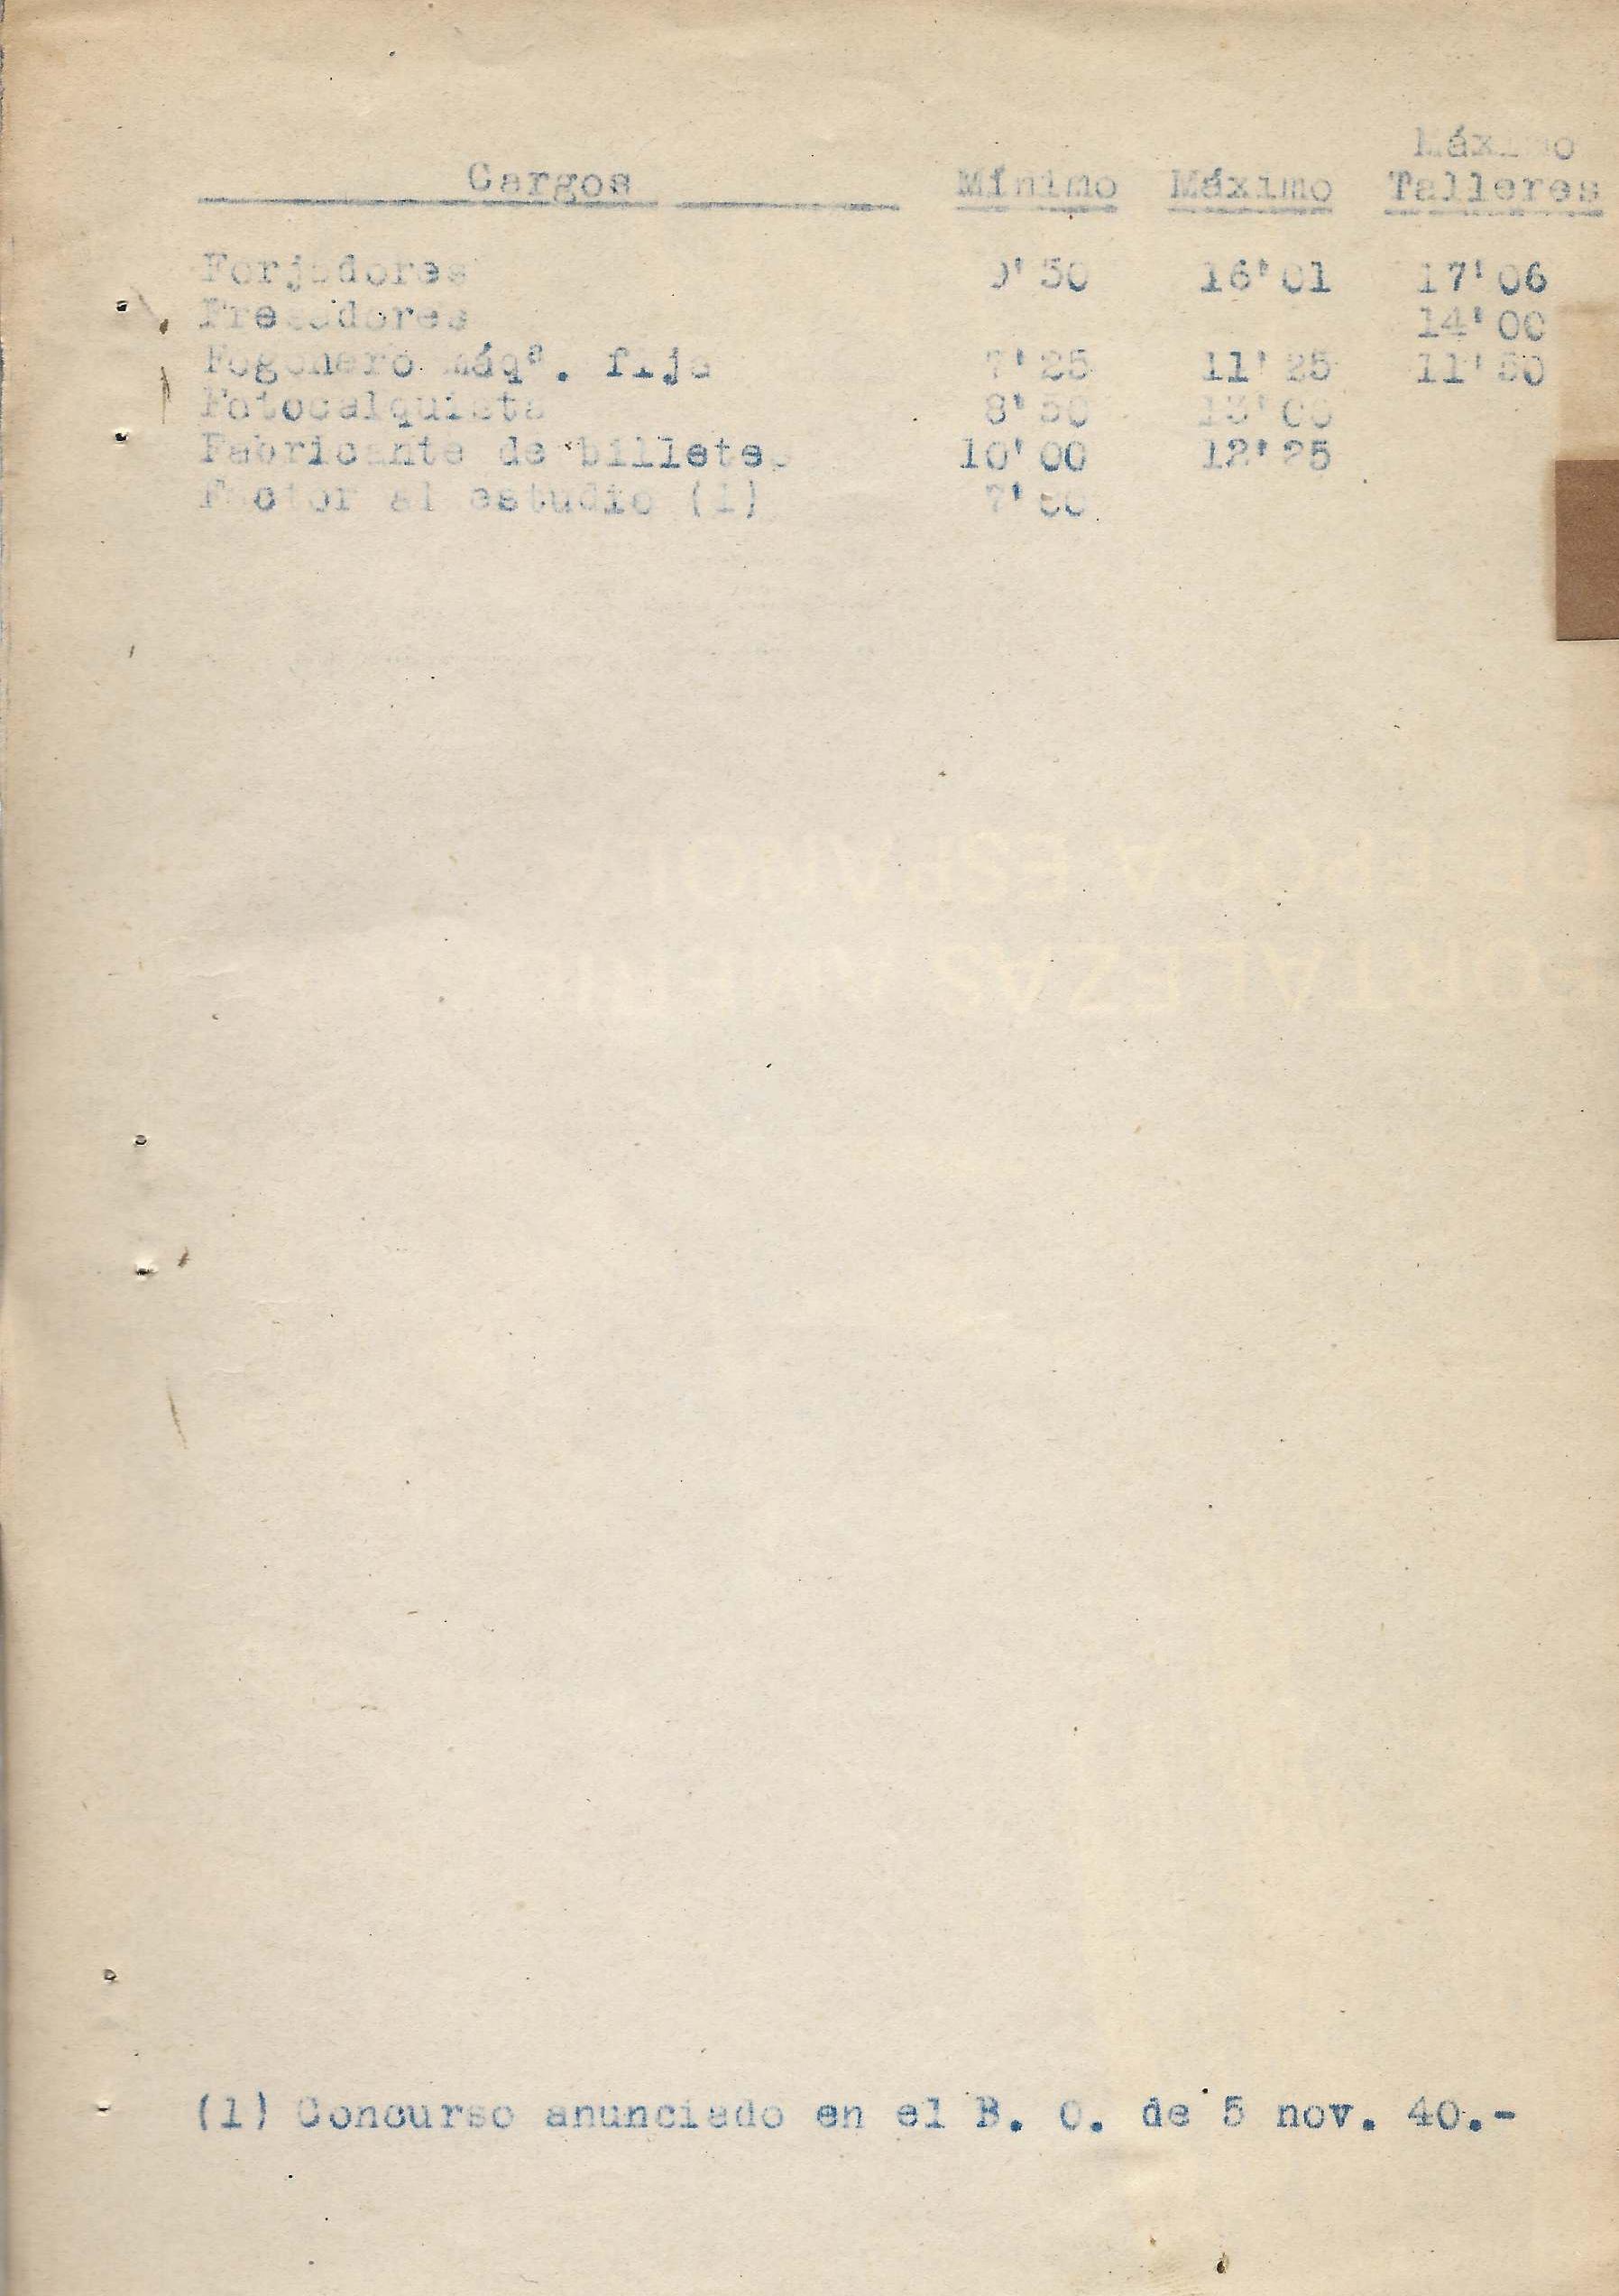 Máximo
Cargos Mínimo Máximo Talleres
Forjadores 9'50 16'01 17'06
Fresadores 14'00
Fogonero máqª. fija 7'25 11'25 11'50
Fotocalquista 8'50 13'00
Fabricante de billetes 10'00 12'25
Factor al estudio (1) 7'50
(1) Concurso anunciado en el B. O. de 5 nov. 40.-